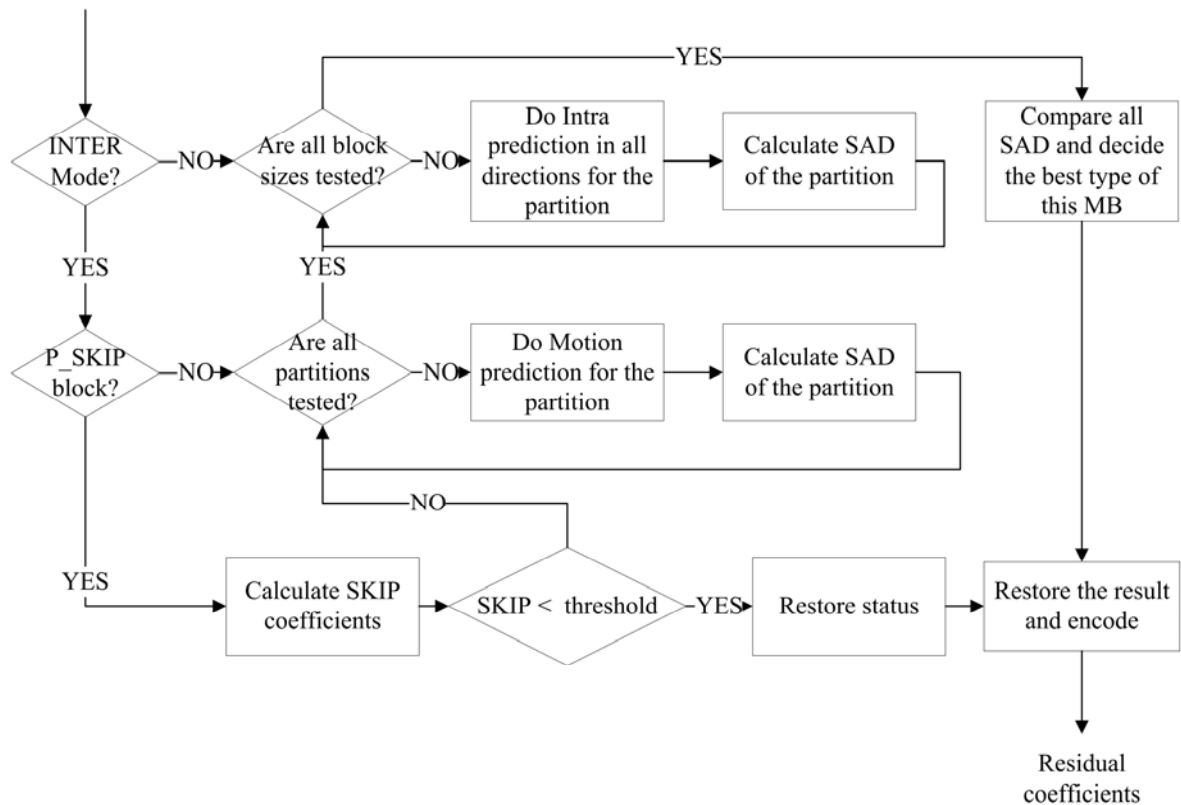 YES
INTER
Mode?
NO
Are all block
sizes tested?
NO
Do Intra
prediction in all
directions for the
partition
Calculate SAD
of the partition
Compare all
SAD and decide
the best type of
this MB
YES
YES
P_SKIP
block?
NO
Are all
partitions
tested?
NO
Do Motion
prediction for the
partition
Calculate SAD
of the partition
NO
YES
Calculate SKIP
coefficients
SKIP < threshold
YES
Restore status
Restore the result
and encode
Residual
coefficients